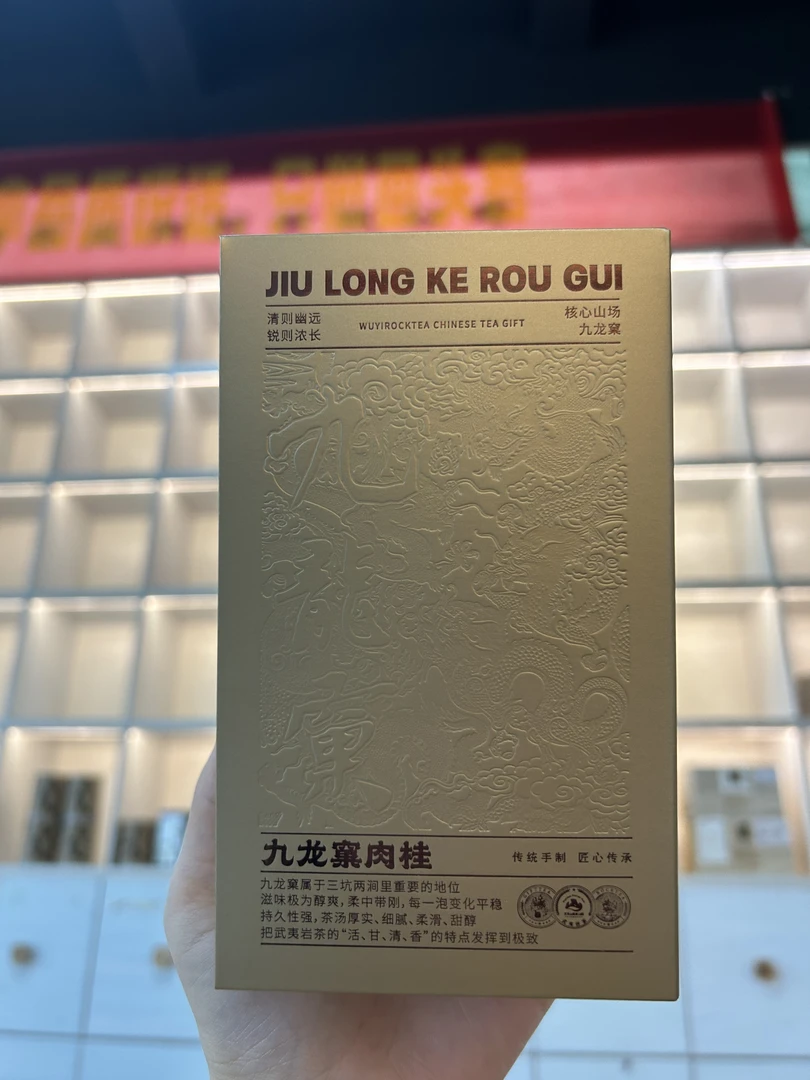 JIU LONG KE ROU GUI
清则幽远
锐则浓长
WUYIROCKTEA CHINESE TEA GIFT
核心山场
九龙窠
九
龍
窠
九龙窠肉桂
传统手制 匠心传承
九龙窠属于三坑两涧里重要的地位
滋味极为醇爽，柔中带刚，每一泡变化平稳
持久性强，茶汤厚实、细腻、柔滑、甜醇
把武夷岩茶的“活、甘、清、香”的特点发挥到极致